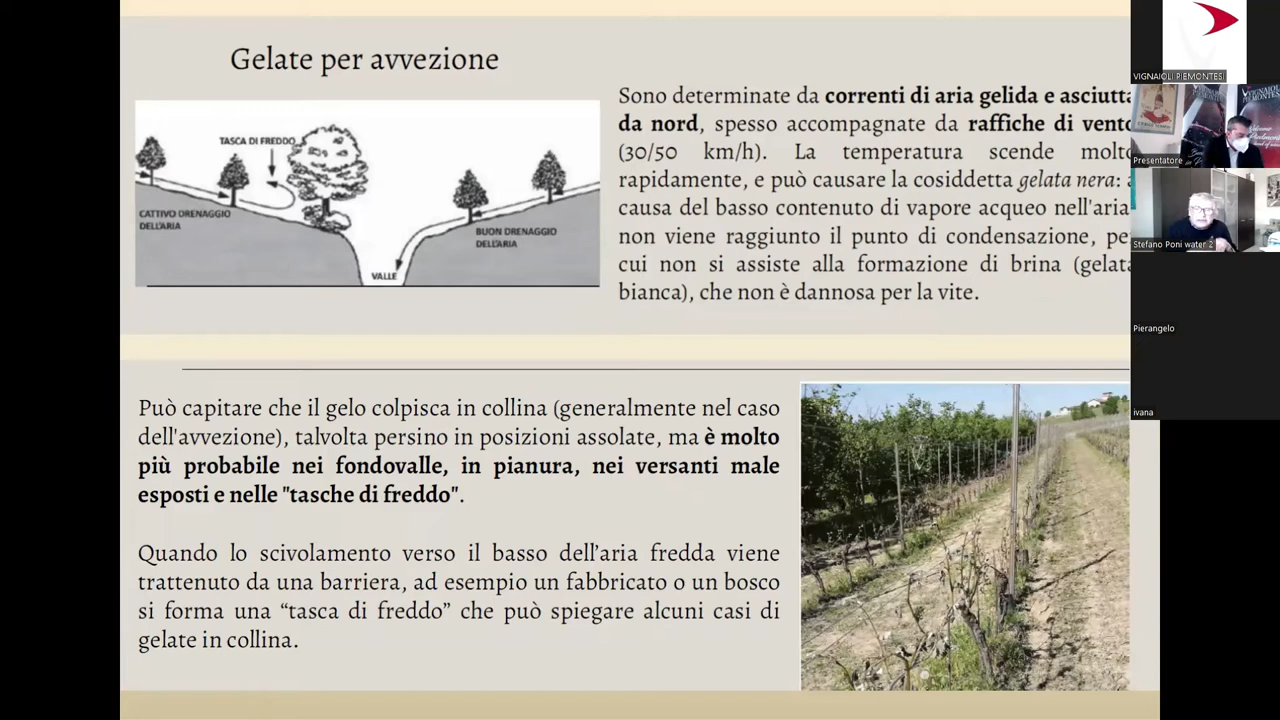 Gelate per avvezione
TASCA DI FREDDO
CATTIVO DRENAGGIO
DELL'ARIA
BUON DRENAGGIO
DELL'ARIA
VALLE
Sono determinate da correnti di aria gelida e asciutta
da nord, spesso accompagnate da raffiche di vento
(30/50 km/h). La temperatura scende molto
rapidamente, e può causare la cosiddetta gelata nera: a
causa del basso contenuto di vapore acqueo nell'aria
non viene raggiunto il punto di condensazione, pe
cui non si assiste alla formazione di brina (gelata
bianca), che non è dannosa per la vite.
Può capitare che il gelo colpisca in collina (generalmente nel caso
dell'avvezione), talvolta persino in posizioni assolate, ma è molto
più probabile nei fondovalle, in pianura, nei versanti male
esposti e nelle "tasche di freddo".
Quando lo scivolamento verso il basso dell’aria fredda viene
trattenuto da una barriera, ad esempio un fabbricato o un bosco
si forma una “tasca di freddo” che può spiegare alcuni casi di
gelate in collina.
VIGNAIOLI PIEMONTESI
Presentatore
Stefano Poni water 2
Pierangelo
ivana